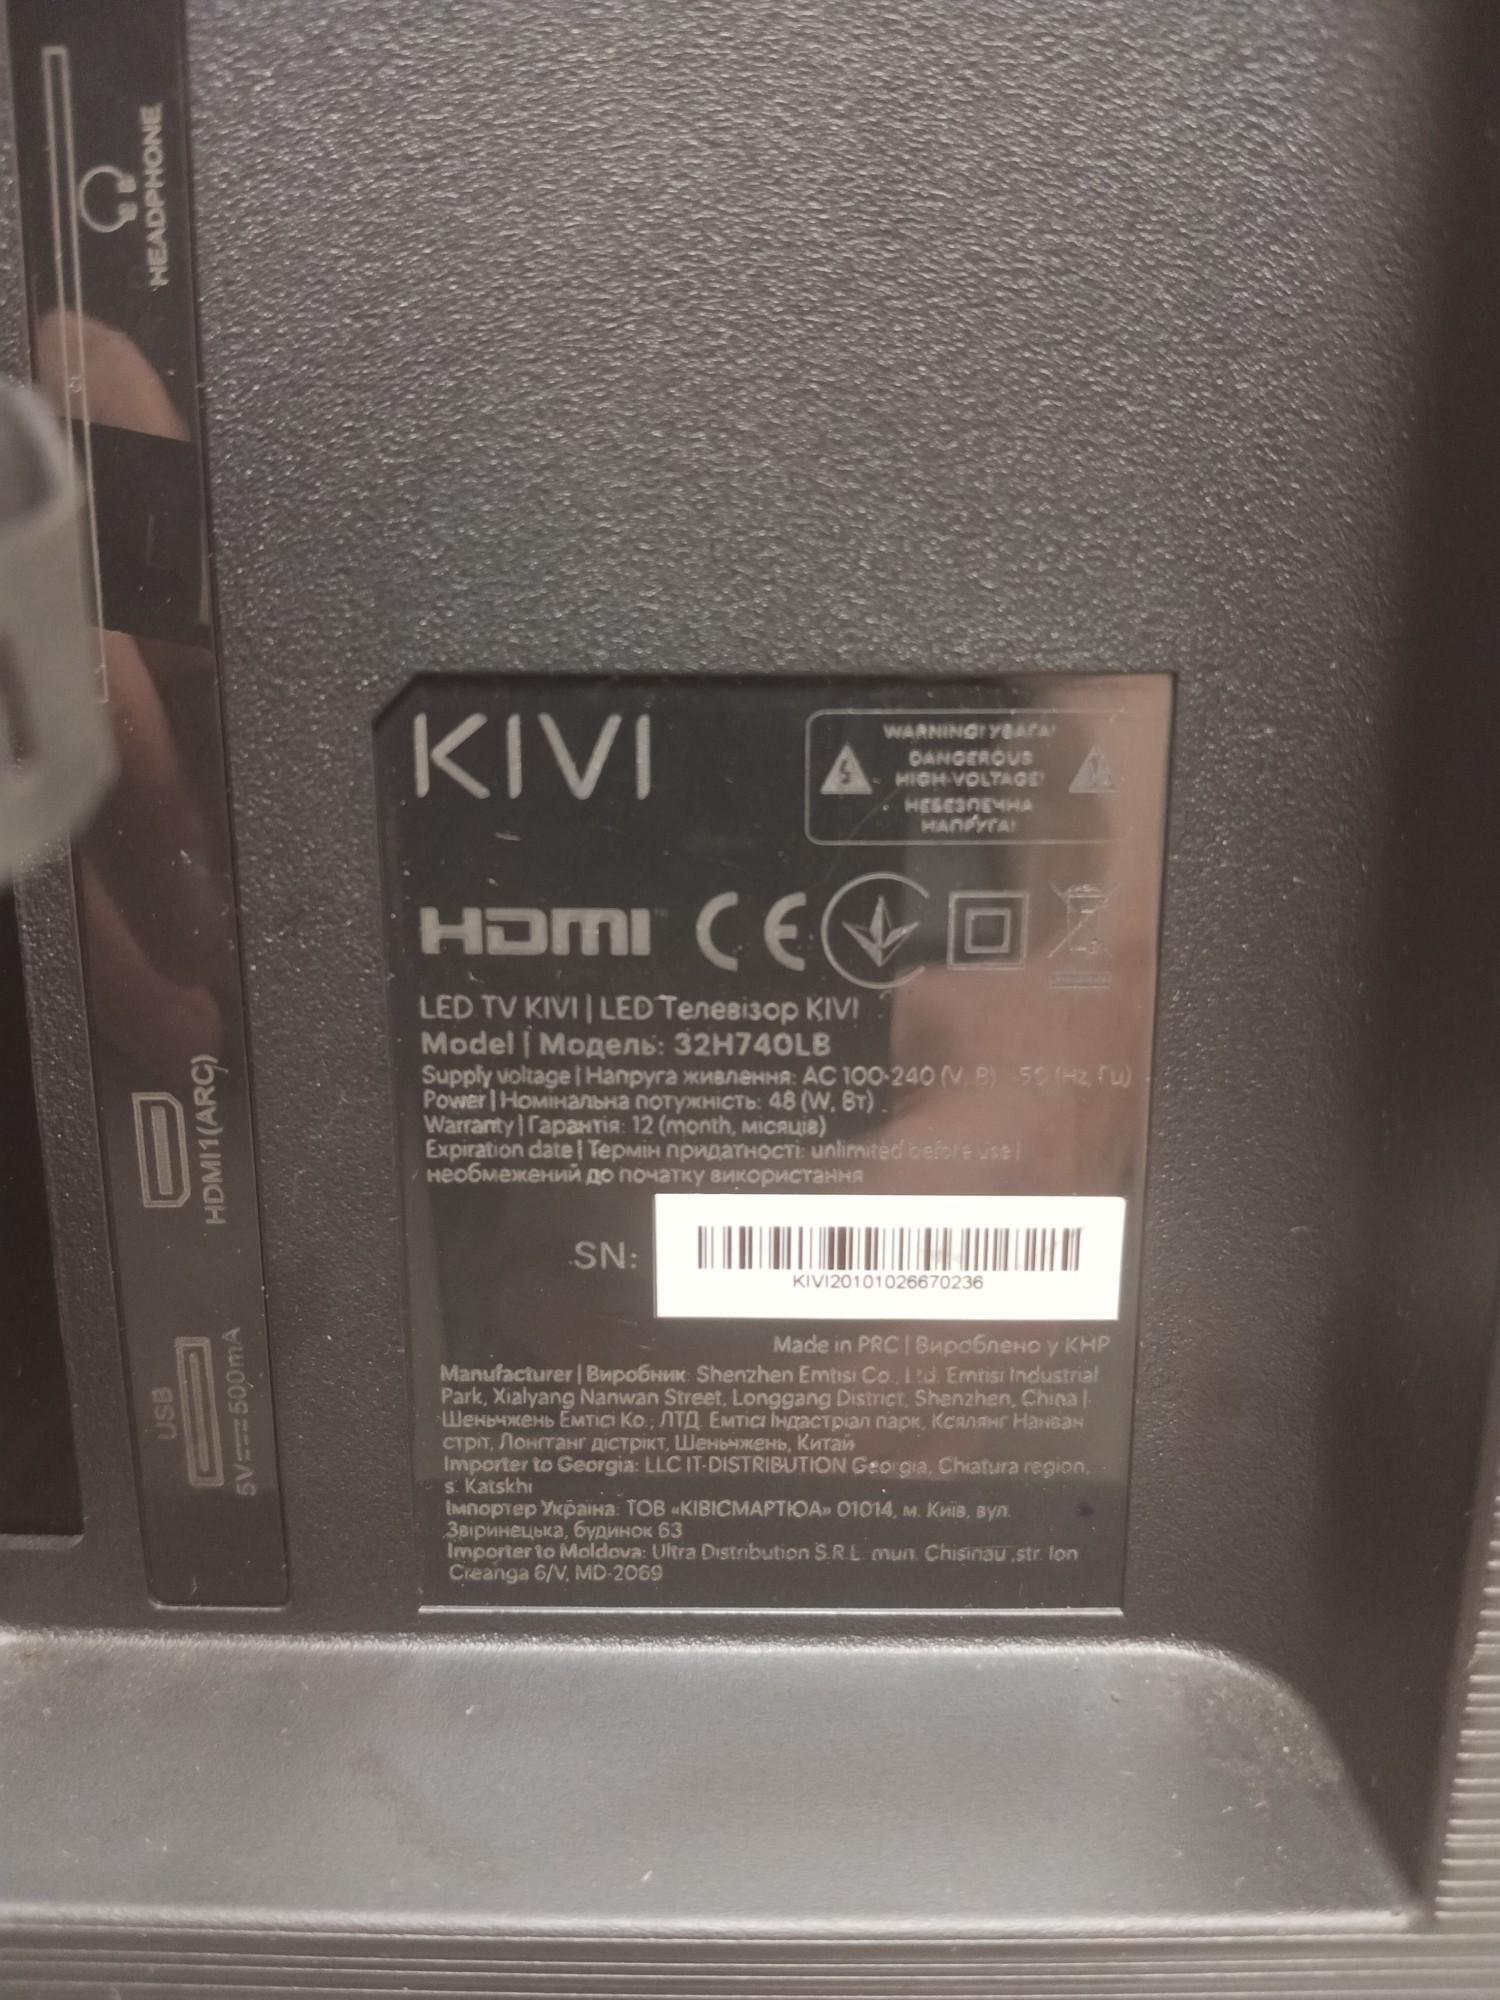 HEADPHONE
HDMI1(ARC)
USB
5V⎓500mA
KIVI
WARNING! УВАГА!
DANGEROUS
HIGH-VOLTAGE!
НЕБЕЗПЕЧНА
НАПРУГА!
HDMI CE
LED TV KIVI | LED Телевізор KIVI
Model | Модель: 32H740LB
Supply voltage | Напруга живлення: AC 100-240 (V, В) 50 (Hz, Гц)
Power | Номінальна потужність: 48 (W, Вт)
Warranty | Гарантія: 12 (month, місяців)
Expiration date | Термін придатності: unlimited before use |
необмежений до початку використання
SN:
KIVI20101026670236
Made in PRC | Вироблено у КНР
Manufacturer | Виробник: Shenzhen Emtisi Co., Ltd. Emtisi Industrial
Park, Xialyang Nanwan Street, Longgang District, Shenzhen, China |
Шеньчжень Емтісі Ко., ЛТД. Емтісі Індастріал парк, Ксялянг Нанван
стріт, Лонгганг дістрікт, Шеньчжень, Китай
Importer to Georgia: LLC IT-DISTRIBUTION Georgia, Chiatura region,
s. Katskhi
Імпортер Україна: ТОВ «КІВІСМАРТЮА» 01014, м. Київ, вул.
Звіринецька, будинок 63
Importer to Moldova: Ultra Distribution S.R.L. mun. Chisinau ,str. Ion
Creanga 6/V, MD-2069